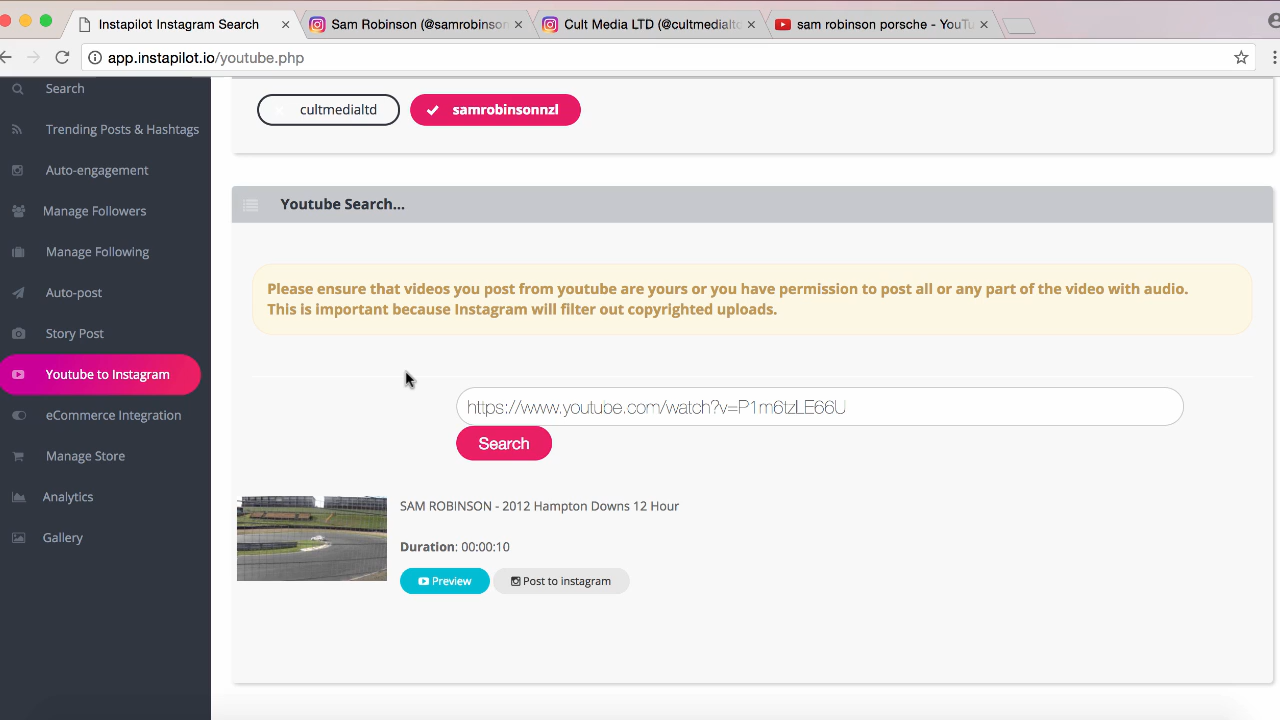 Instapilot Instagram Search
Sam Robinson (@samrobinson
Cult Media LTD (@cultmedialtd
sam robinson porsche - YouTu
app.instapilot.io/youtube.php
Search
Trending Posts & Hashtags
Auto-engagement
Manage Followers
Manage Following
Auto-post
Story Post
Youtube to Instagram
eCommerce Integration
Manage Store
Analytics
Gallery
cultmedialtd
samrobinsonnzl
Youtube Search...
Please ensure that videos you post from youtube are yours or you have permission to post all or any part of the video with audio.
This is important because Instagram will filter out copyrighted uploads.
https://www.youtube.com/watch?v=P1m6tzLE66U
Search
SAM ROBINSON - 2012 Hampton Downs 12 Hour
Duration: 00:00:10
Preview
Post to instagram